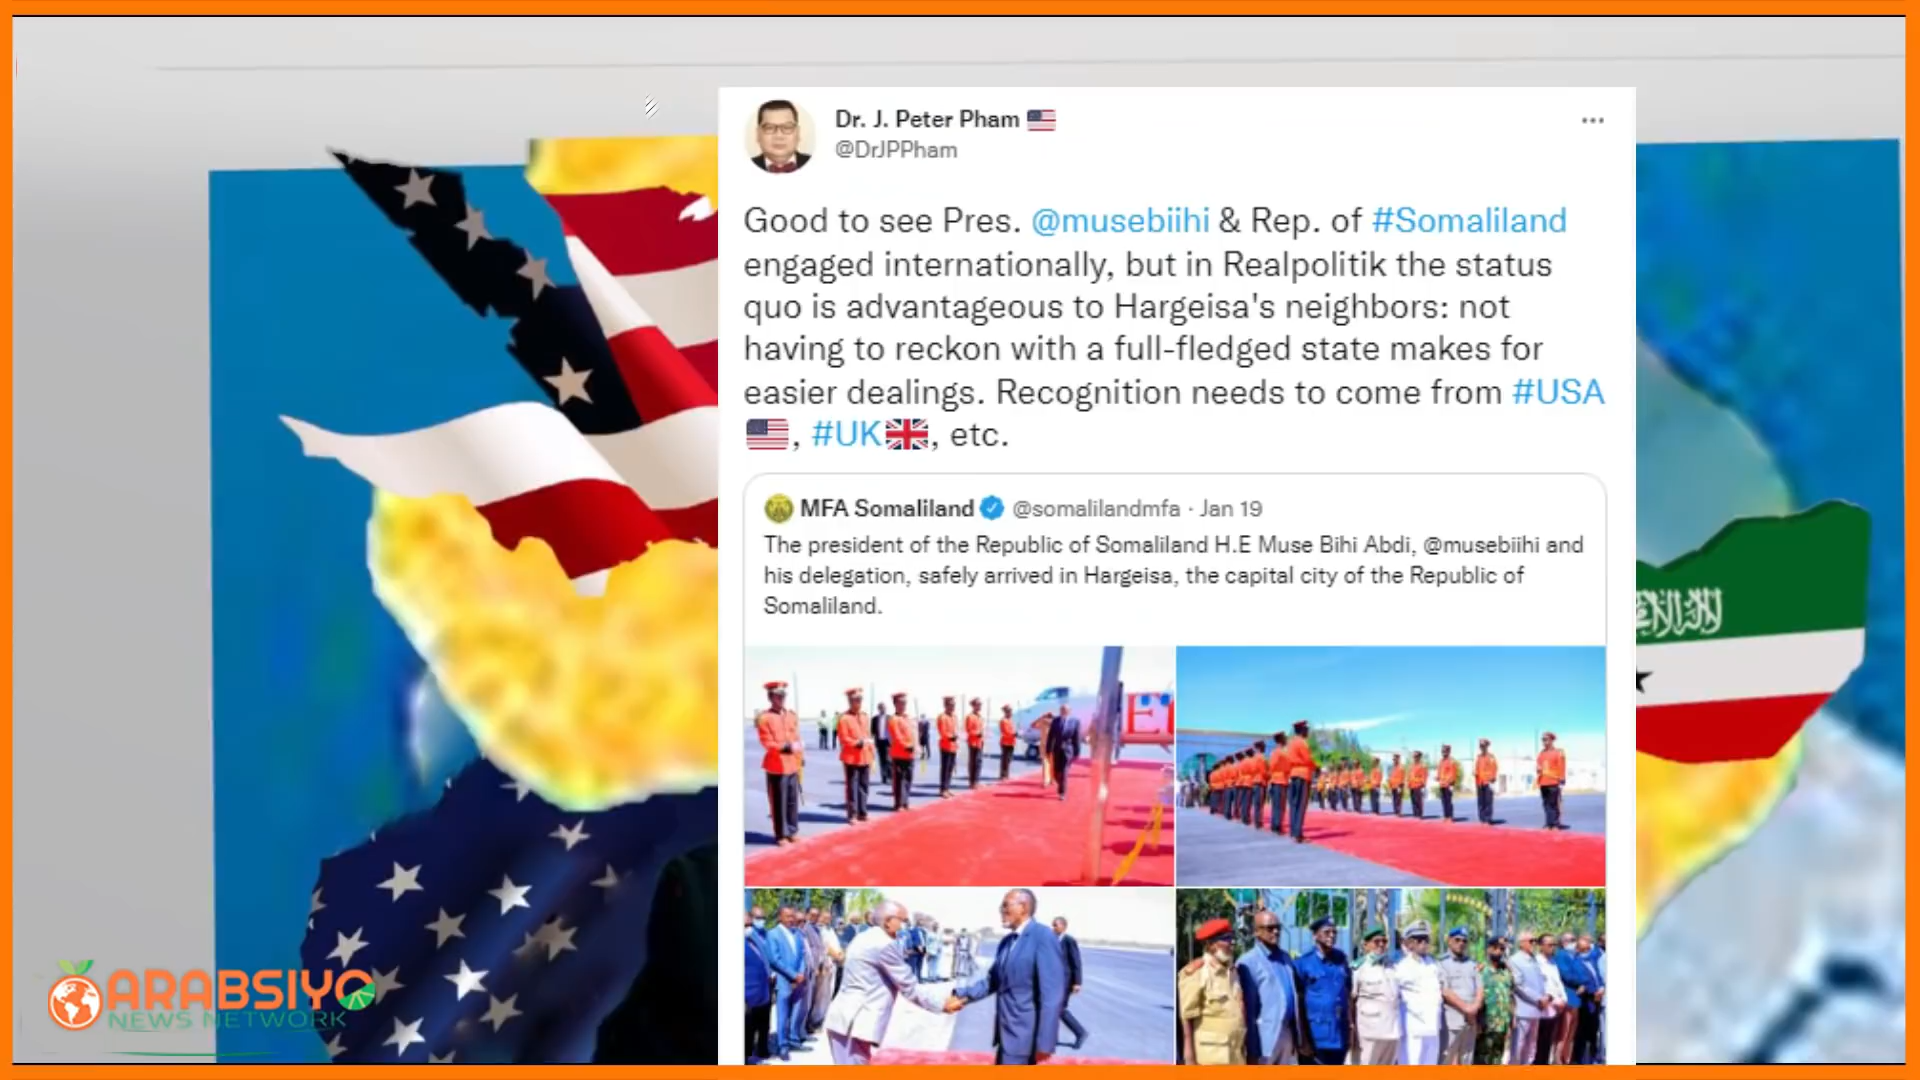 Dr. J. Peter Pham
@DrJPPham
Good to see Pres. @musebiihi & Rep. of #Somaliland
engaged internationally, but in Realpolitik the status
quo is advantageous to Hargeisa's neighbors: not
having to reckon with a full-fledged state makes for
easier dealings. Recognition needs to come from #USA
🇺🇸, #UK🇬🇧, etc.
MFA Somaliland @somalilandmfa · Jan 19
The president of the Republic of Somaliland H.E Muse Bihi Abdi, @musebiihi and
his delegation, safely arrived in Hargeisa, the capital city of the Republic of
Somaliland.
ARABSIYO
NEWS NETWORK